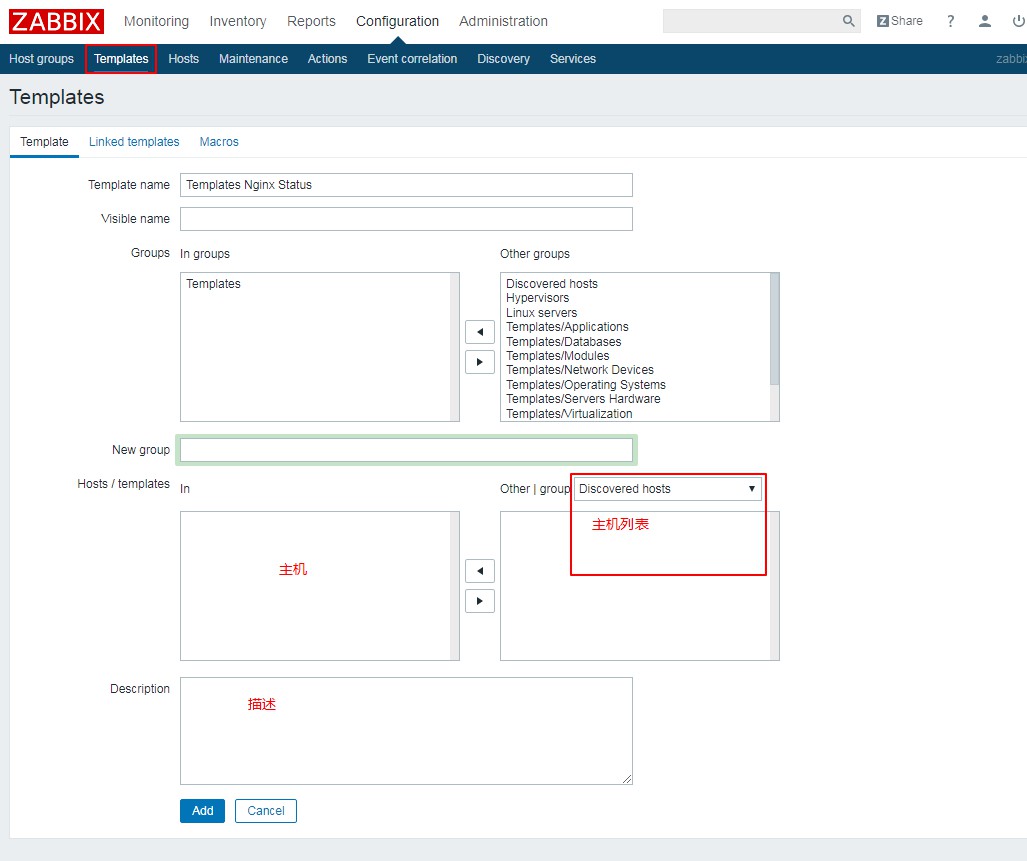 ZABBIX Monitoring Inventory Reports Configuration Administration Z Share ?
Host groups Templates Hosts Maintenance Actions Event correlation Discovery Services
Templates
Template Linked templates Macros
Template name Templates Nginx Status
Visible name
Groups In groups Other groups
Templates
Discovered hosts
Hypervisors
Linux servers
Templates/Applications
Templates/Databases
Templates/Modules
Templates/Network Devices
Templates/Operating Systems
Templates/Servers Hardware
Templates/Virtualization
New group
Hosts / templates In Other | group Discovered hosts
主机列表
主机
Description
描述
Add Cancel